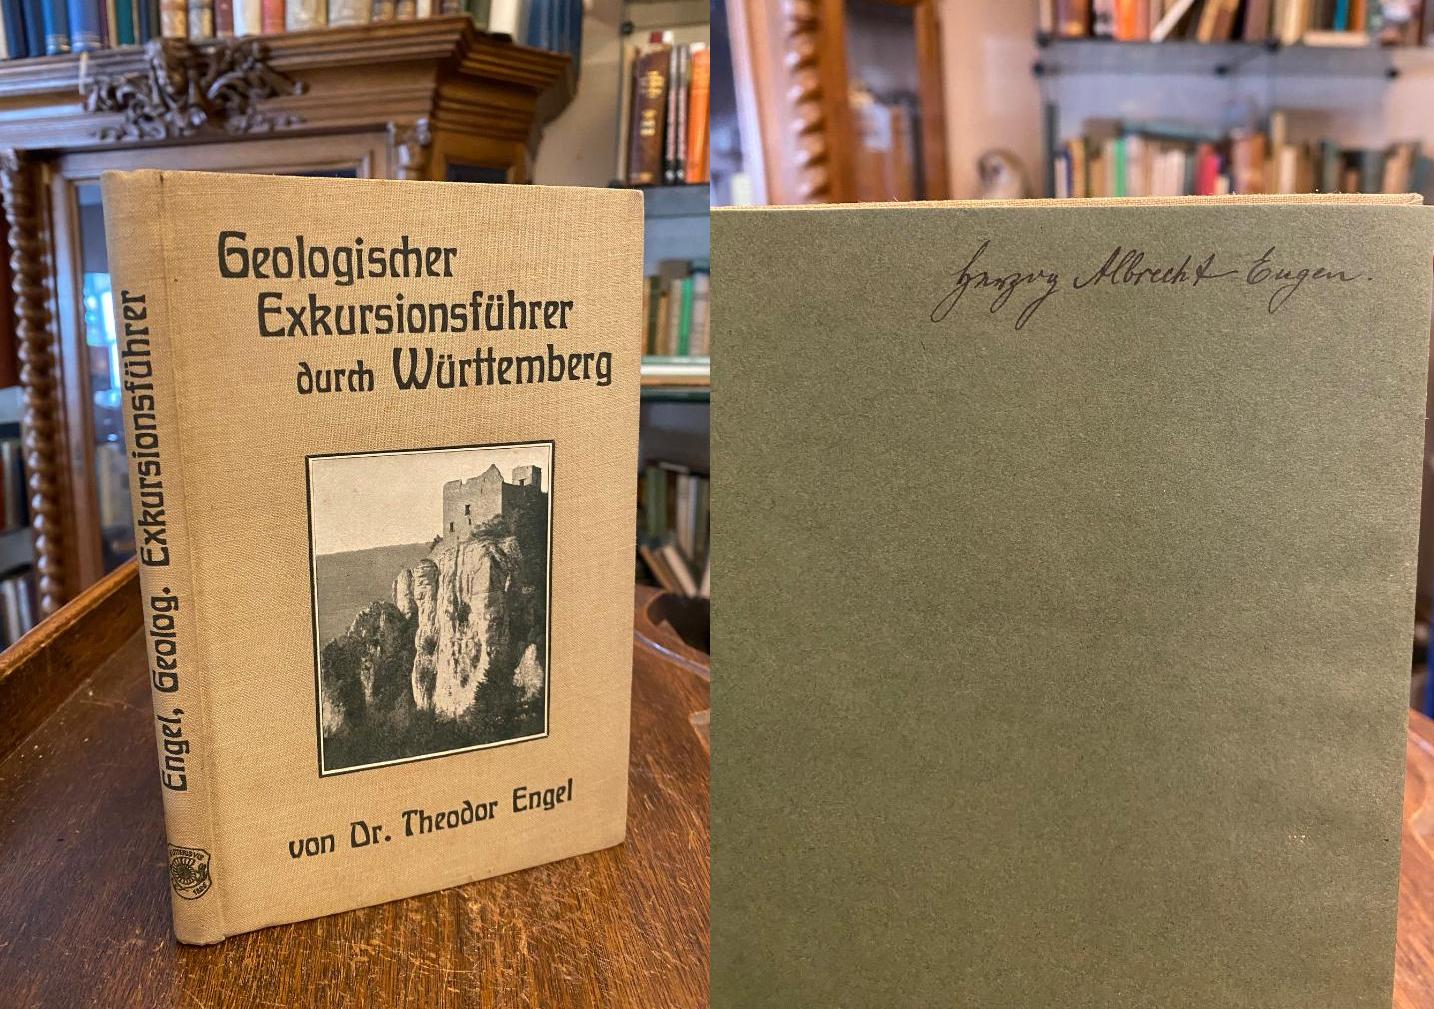 Geologischer
Exkursionsführer
durch Württemberg
von Dr. Theodor Engel
Engel, Geolog. Exkursionsführer
Herzog Albrecht Eugen.